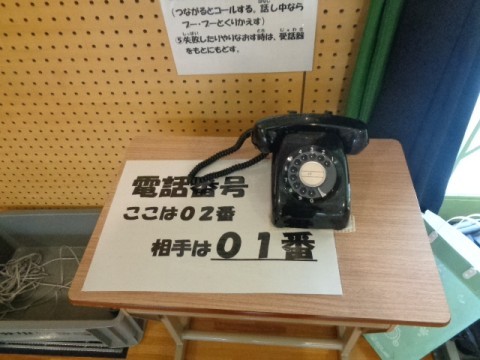 (つながるとコールする。話し中なら
プー・プーとくりかえす)
⑤失敗したりやりなおす時は、受話器
をもとにもどす。
電話番号
ここは02番
相手は01番